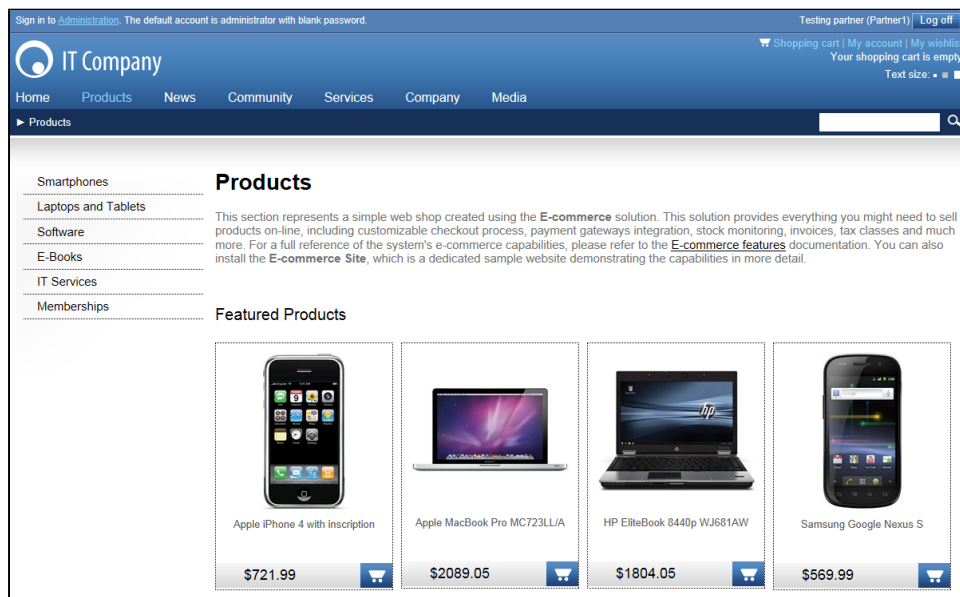 Sign in to Administration. The default account is administrator with blank password.
Testing partner (Partner1) Log off
Shopping cart | My account | My wishlist
Your shopping cart is empty
Text size:
IT Company
Home Products News Community Services Company Media
► Products
Smartphones
Laptops and Tablets
Software
E-Books
IT Services
Memberships
Products
This section represents a simple web shop created using the E-commerce solution. This solution provides everything you might need to sell
products on-line, including customizable checkout process, payment gateways integration, stock monitoring, invoices, tax classes and much
more. For a full reference of the system's e-commerce capabilities, please refer to the E-commerce features documentation. You can also
install the E-commerce Site, which is a dedicated sample website demonstrating the capabilities in more detail.
Featured Products
hp
Apple iPhone 4 with inscription
Apple MacBook Pro MC723LL/A
HP EliteBook 8440p WJ681AW
Samsung Google Nexus S
$721.99
$2089.05
$1804.05
$569.99